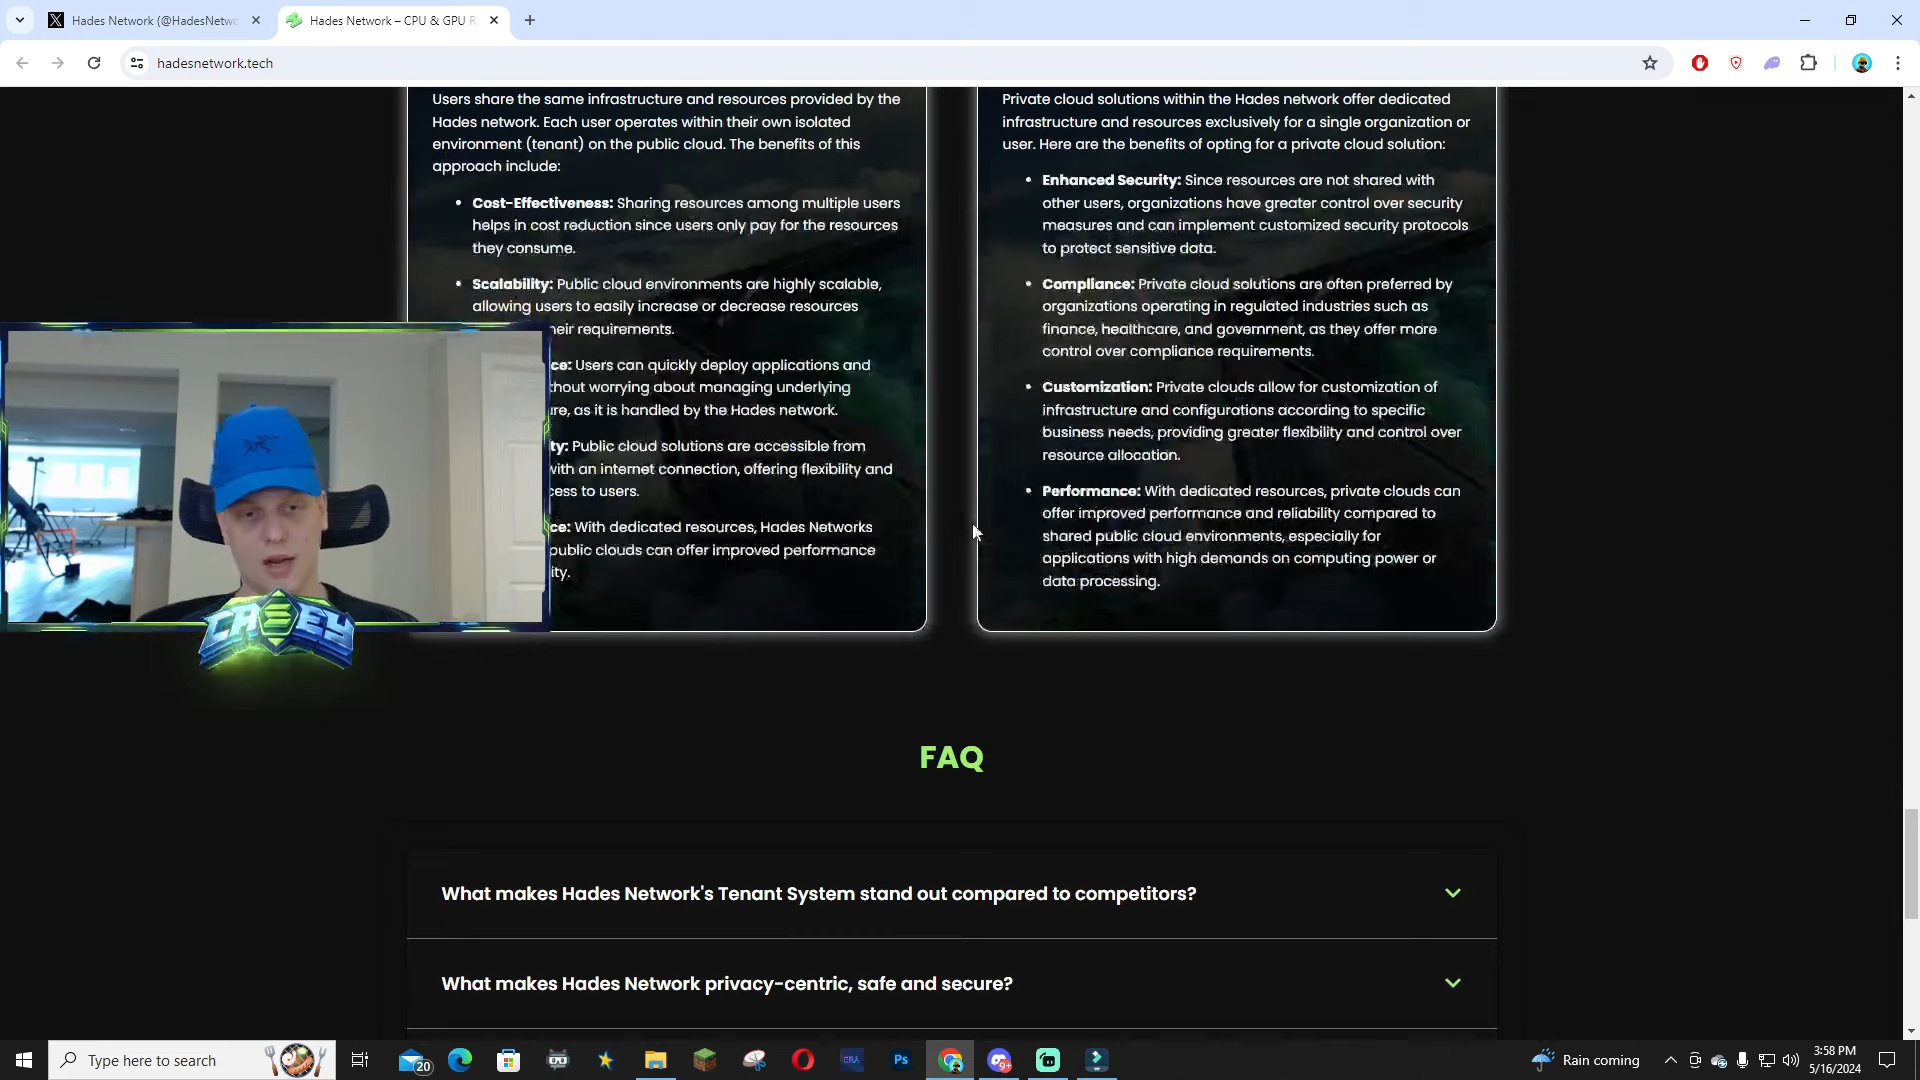 Hades Network (@HadesNetwo
Hades Network – CPU & GPU R
hadesnetwork.tech
Users share the same infrastructure and resources provided by the
Hades network. Each user operates within their own isolated
environment (tenant) on the public cloud. The benefits of this
approach include:
• Cost-Effectiveness: Sharing resources among multiple users
helps in cost reduction since users only pay for the resources
they consume.
• Scalability: Public cloud environments are highly scalable,
allowing users to easily increase or decrease resources
heir requirements.
ce: Users can quickly deploy applications and
hout worrying about managing underlying
re, as it is handled by the Hades network.
ty: Public cloud solutions are accessible from
with an internet connection, offering flexibility and
cess to users.
ce: With dedicated resources, Hades Networks
public clouds can offer improved performance
ity.
Private cloud solutions within the Hades network offer dedicated
infrastructure and resources exclusively for a single organization or
user. Here are the benefits of opting for a private cloud solution:
• Enhanced Security: Since resources are not shared with
other users, organizations have greater control over security
measures and can implement customized security protocols
to protect sensitive data.
• Compliance: Private cloud solutions are often preferred by
organizations operating in regulated industries such as
finance, healthcare, and government, as they offer more
control over compliance requirements.
• Customization: Private clouds allow for customization of
infrastructure and configurations according to specific
business needs, providing greater flexibility and control over
resource allocation.
• Performance: With dedicated resources, private clouds can
offer improved performance and reliability compared to
shared public cloud environments, especially for
applications with high demands on computing power or
data processing.
CASEY
FAQ
What makes Hades Network's Tenant System stand out compared to competitors?
What makes Hades Network privacy-centric, safe and secure?
Type here to search
20
ERA
Ps
9+
Rain coming
3:58 PM
5/16/2024